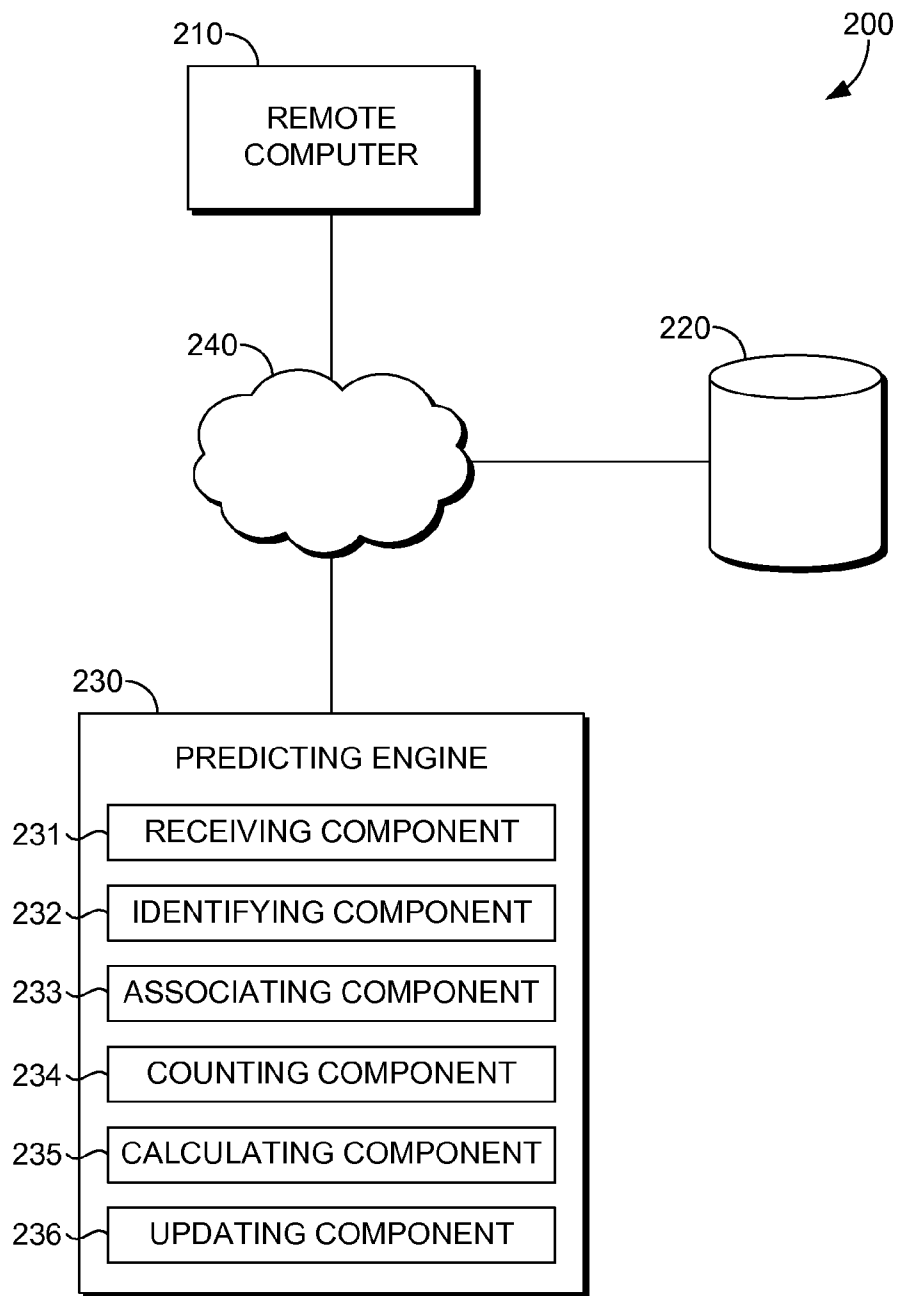 200
210
REMOTE
COMPUTER
240
220
230
PREDICTING ENGINE
231 RECEIVING COMPONENT
232 IDENTIFYING COMPONENT
233 ASSOCIATING COMPONENT
234 COUNTING COMPONENT
235 CALCULATING COMPONENT
236 UPDATING COMPONENT